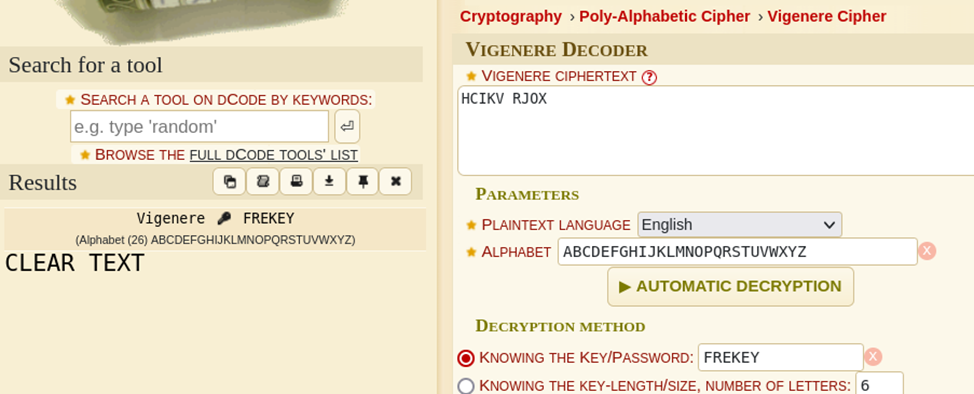 Search for a tool
SEARCH A TOOL ON DCODE BY KEYWORDS:
e.g. type 'random'
BROWSE THE FULL DCODE TOOLS' LIST
Results
Vigenere FREKEY
(Alphabet (26) ABCDEFGHIJKLMNOPQRSTUVWXYZ)
CLEAR TEXT
Cryptography › Poly-Alphabetic Cipher › Vigenere Cipher
VIGENERE DECODER
VIGENERE CIPHERTEXT ?
HCIKV RJOX
PARAMETERS
PLAINTEXT LANGUAGE English
ALPHABET ABCDEFGHIJKLMNOPQRSTUVWXYZ X
▶ AUTOMATIC DECRYPTION
DECRYPTION METHOD
KNOWING THE KEY/PASSWORD: FREKEY X
KNOWING THE KEY-LENGTH/SIZE, NUMBER OF LETTERS: 6